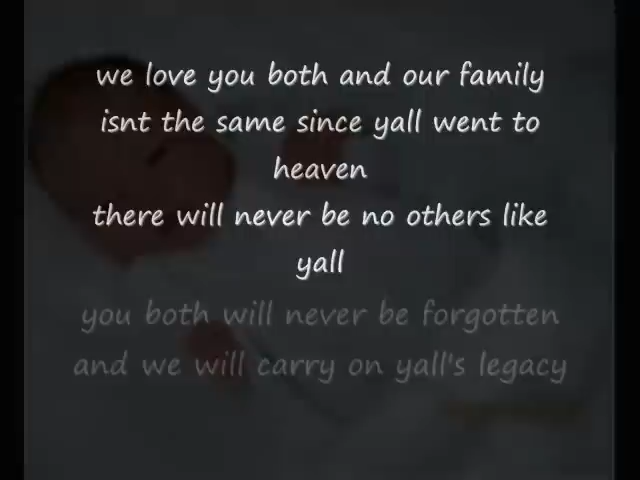 we love you both and our family
isnt the same since yall went to
heaven
there will never be no others like
yall
you both will never be forgotten
and we will carry on yall's legacy